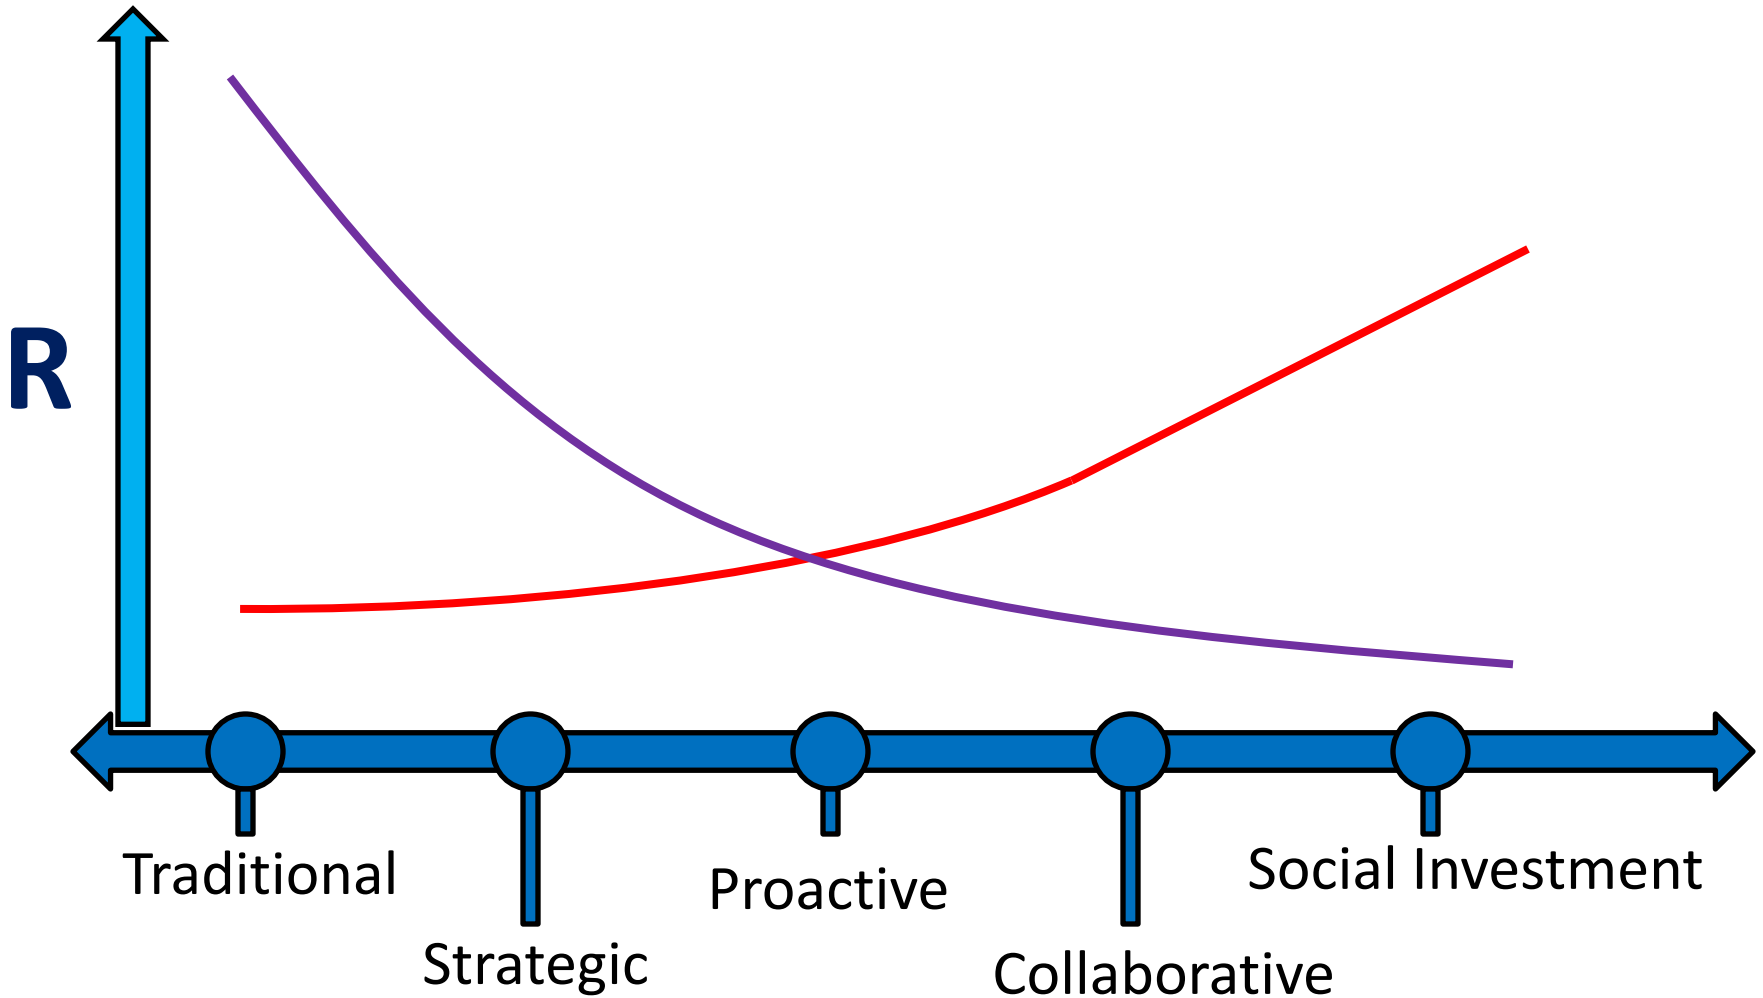 R
Traditional
Strategic
Proactive
Collaborative
Social Investment